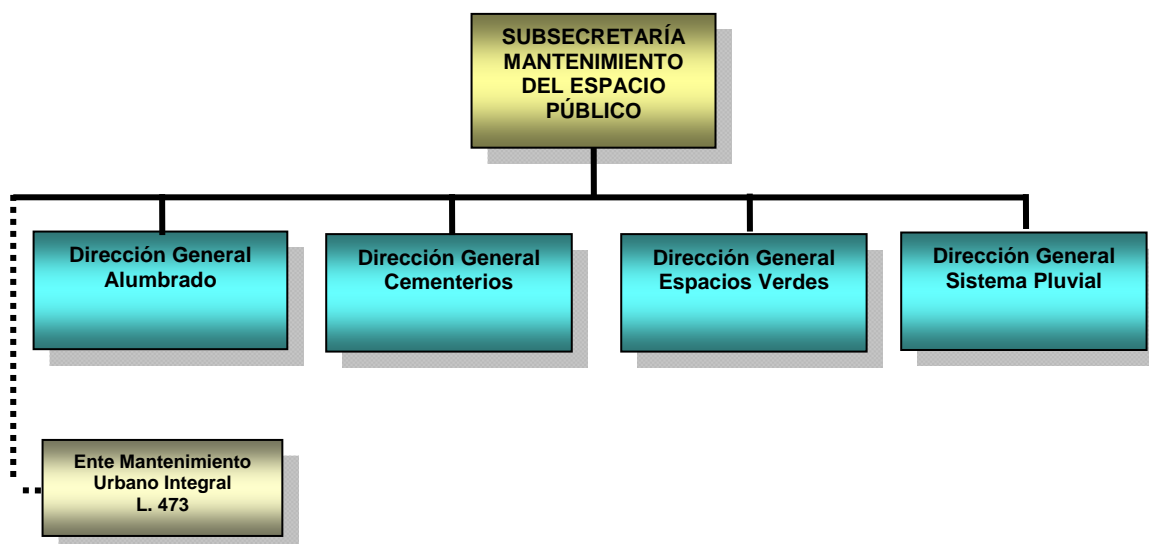 SUBSECRETARÍA
MANTENIMIENTO
DEL ESPACIO
PÚBLICO
Dirección General
Alumbrado
Dirección General
Cementerios
Dirección General
Espacios Verdes
Dirección General
Sistema Pluvial
Ente Mantenimiento
Urbano Integral
L. 473